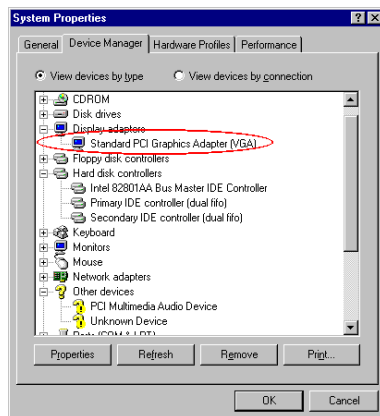 System Properties
General Device Manager Hardware Profiles Performance
View devices by type View devices by connection
CDROM
Disk drives
Display adapters
Standard PCI Graphics Adapter (VGA)
Floppy disk controllers
Hard disk controllers
Intel 82801AA Bus Master IDE Controller
Primary IDE controller (dual fifo)
Secondary IDE controller (dual fifo)
Keyboard
Monitors
Mouse
Network adapters
Other devices
PCI Multimedia Audio Device
Unknown Device
Ports (COM & LPT)
Properties Refresh Remove Print...
OK Cancel